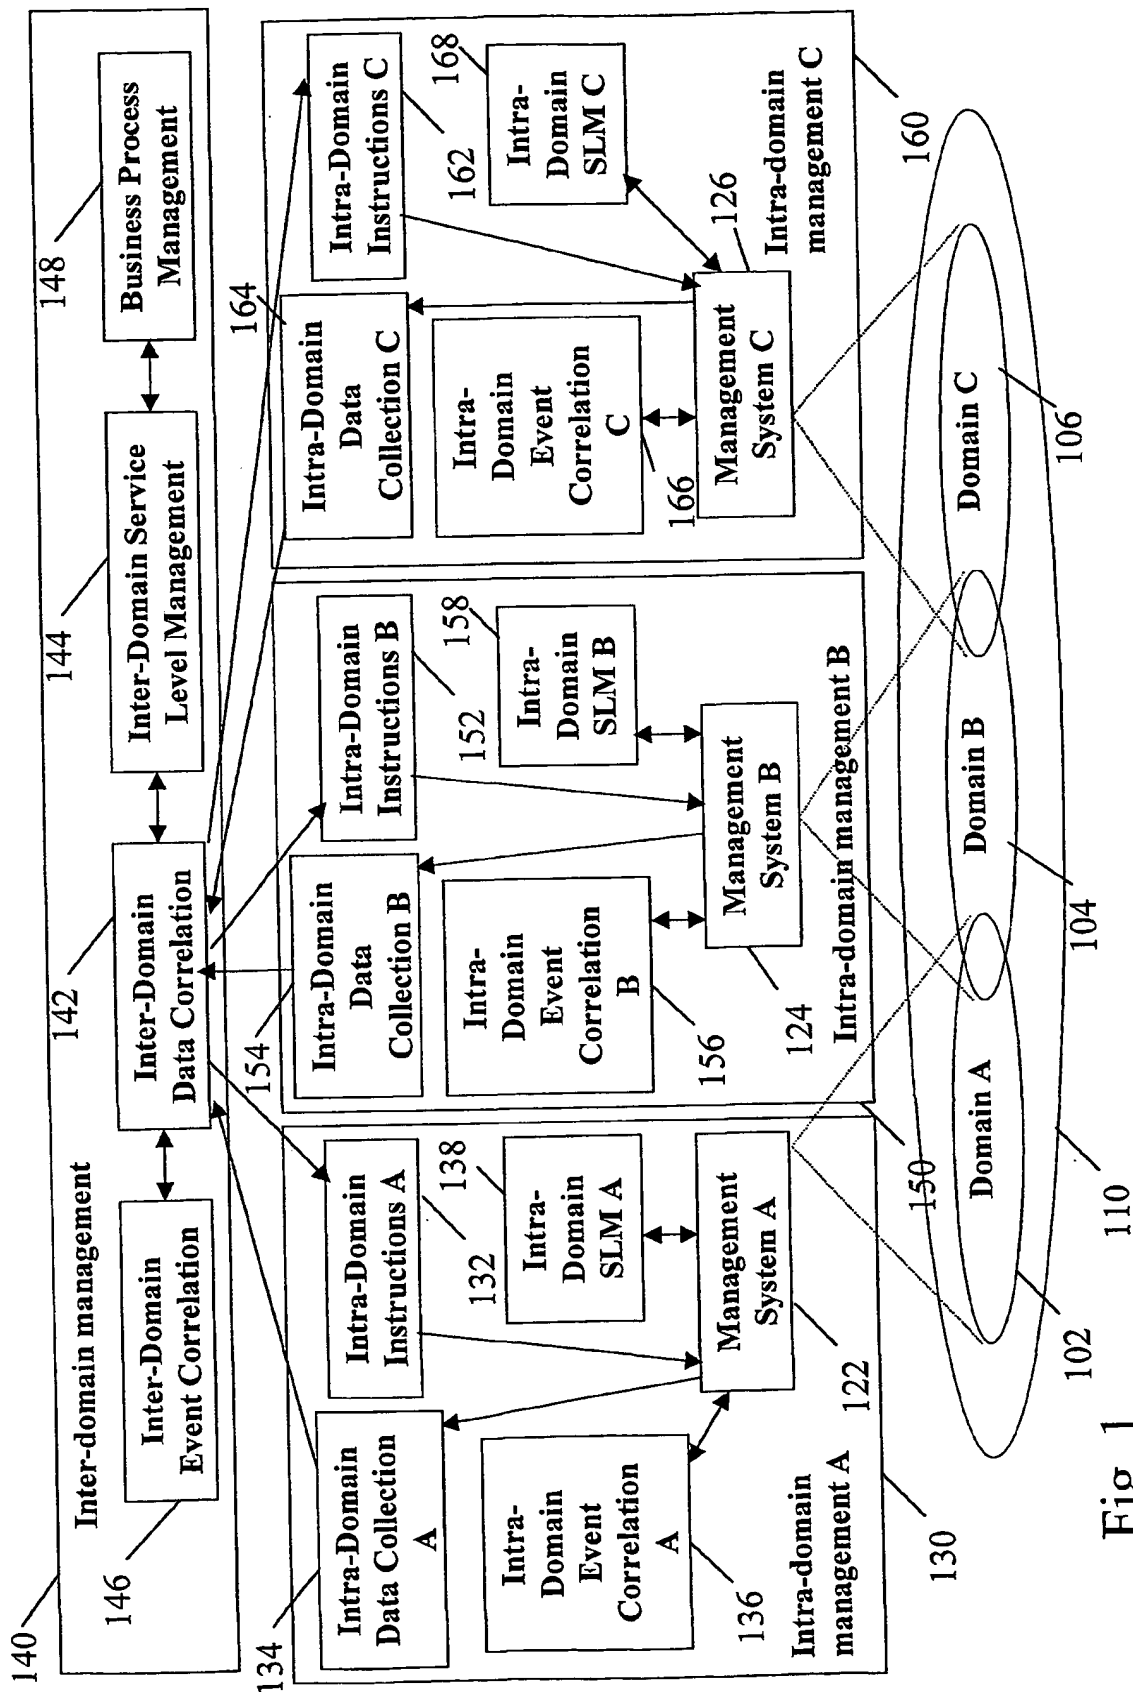 140
Inter-domain management
146
Inter-Domain
Event Correlation
142
Inter-Domain
Data Correlation
144
Inter-Domain Service
Level Management
148
Business Process
Management
134
Intra-Domain
Data Collection
A
Intra-Domain
Instructions A
132
Intra-
Domain
Event
Correlation
A
136
138
Intra-
Domain
SLM A
Management
System A
122
Intra-domain
management A
130
154
Intra-Domain
Data
Collection B
Intra-Domain
Instructions B
152
Intra-
Domain
Event
Correlation
B
156
158
Intra-
Domain
SLM B
Management
System B
124
Intra-domain management B
150
164
Intra-Domain
Data
Collection C
Intra-Domain
Instructions C
162
Intra-
Domain
Event
Correlation
C
166
168
Intra-
Domain
SLM C
126
Management
System C
Intra-domain
management C
160
Domain A
Domain B
Domain C
102
110
104
106
Fig. 1